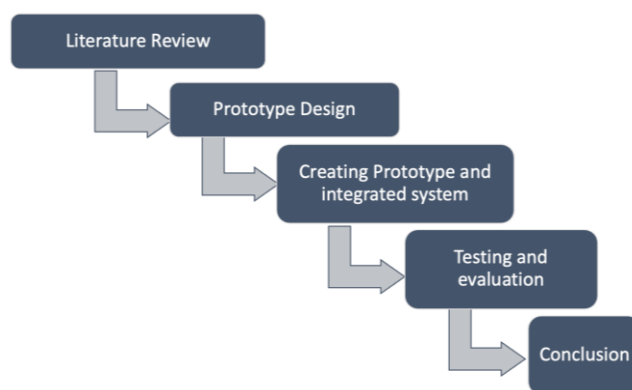 Literature Review
Prototype Design
Creating Prototype and
integrated system
Testing and
evaluation
Conclusion